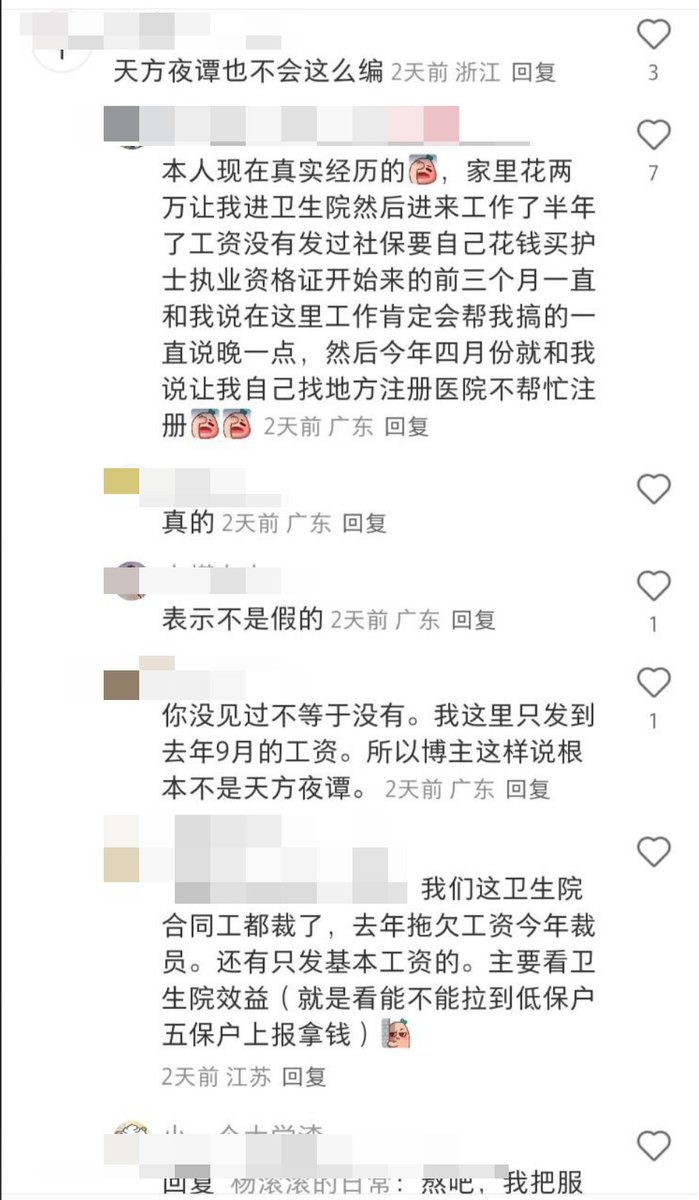 天方夜谭也不会这么编 2天前 浙江 回复
3
本人现在真实经历的，家里花两
7
万让我进卫生院然后进来工作了半年
了工资没有发过社保要自己花钱买护
士执业资格证开始来的前三个月一直
和我说在这里工作肯定会帮我搞的一
直说晚一点，然后今年四月份就和我
说让我自己找地方注册医院不帮忙注
册 2天前 广东 回复
真的 2天前 广东 回复
表示不是假的 2天前 广东 回复
1
你没见过不等于没有。我这里只发到
1
去年9月的工资。所以博主这样说根
本不是天方夜谭。 2天前 广东 回复
我们这卫生院
合同工都裁了，去年拖欠工资今年裁
员。还有只发基本工资的。主要看卫
生院效益（就是看能不能拉到低保户
五保户上报拿钱）
2天前 江苏 回复
回复 杨滚滚的日常：熬吧，我把服